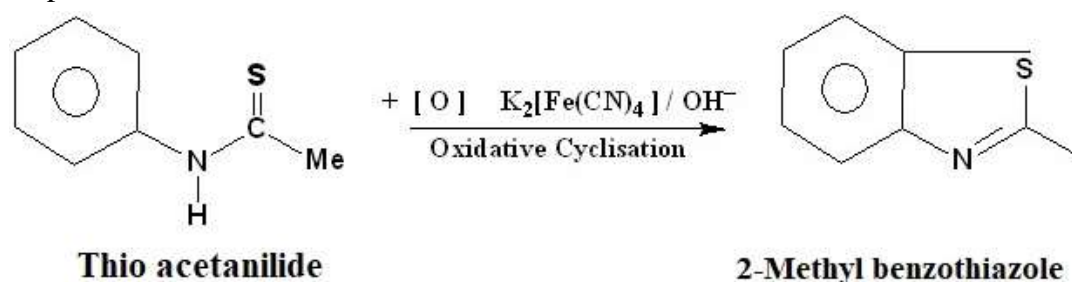 S
C
N
Me
H
+ [ O ] K₂[Fe(CN)₄] / OH⁻
Oxidative Cyclisation
S
N
Thio acetanilide
2-Methyl benzothiazole